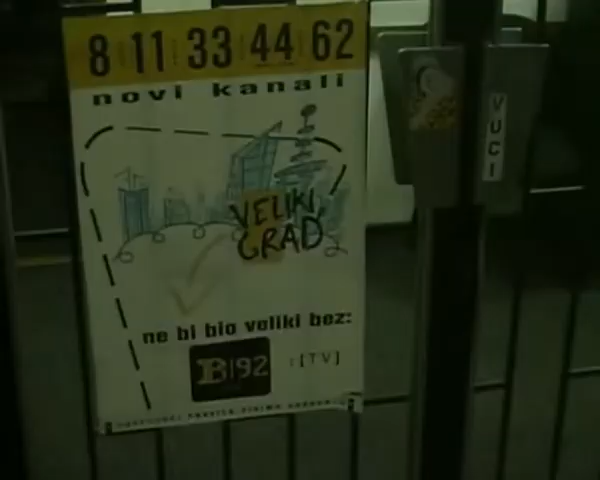 8 11 33 44 62
novi kanali
VELIKI
GRAD
ne bi bio veliki bez:
B92 :[TV]
VUCI